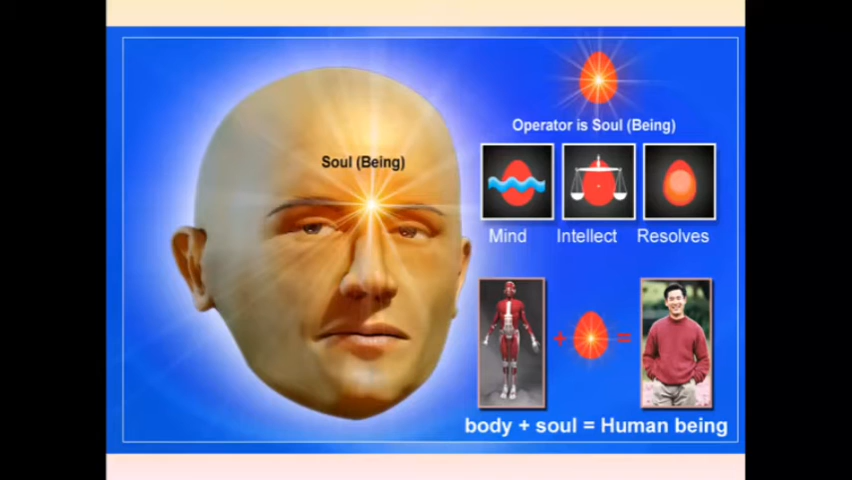 Soul (Being)
Operator is Soul (Being)
Mind Intellect Resolves
+ =
body + soul = Human being